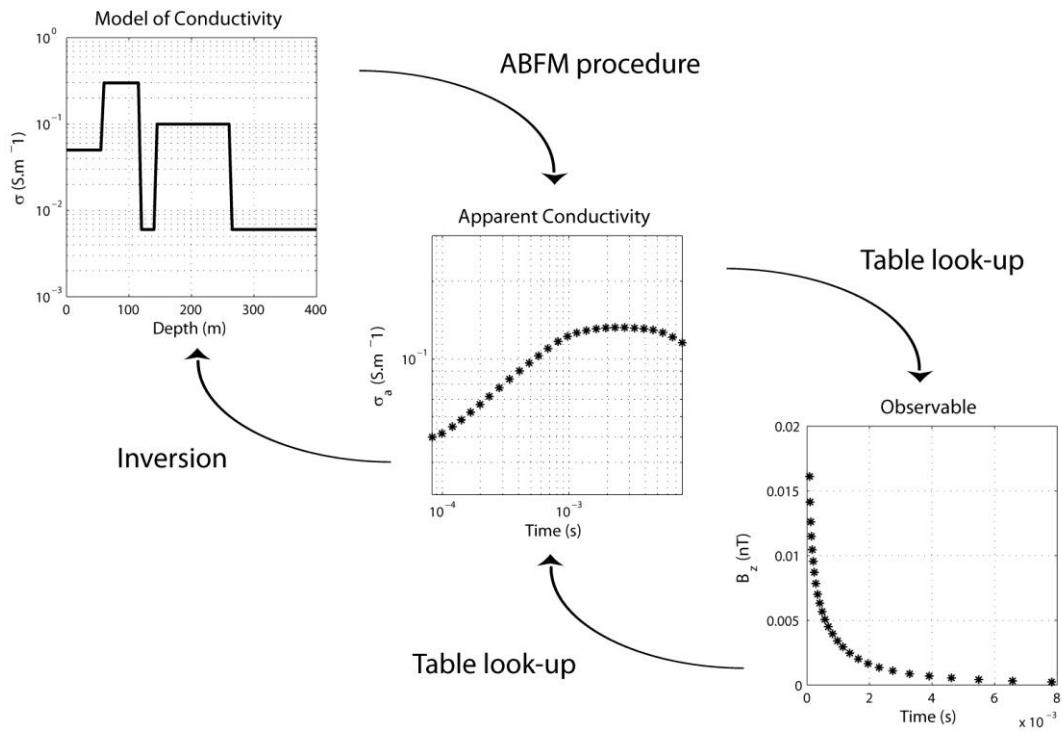 Model of Conductivity
10⁰
10⁻¹
10⁻²
10⁻³
σ (S.m⁻1)
0 100 200 300 400
Depth (m)
ABFM procedure
Apparent Conductivity
10⁻¹
σ_a (S.m⁻1)
10⁻⁴ 10⁻³
Time (s)
Table look-up
Inversion
Observable
0.02
0.015
0.01
0.005
0
B_z (nT)
0 2 4 6 8
x 10⁻³
Time (s)
Table look-up